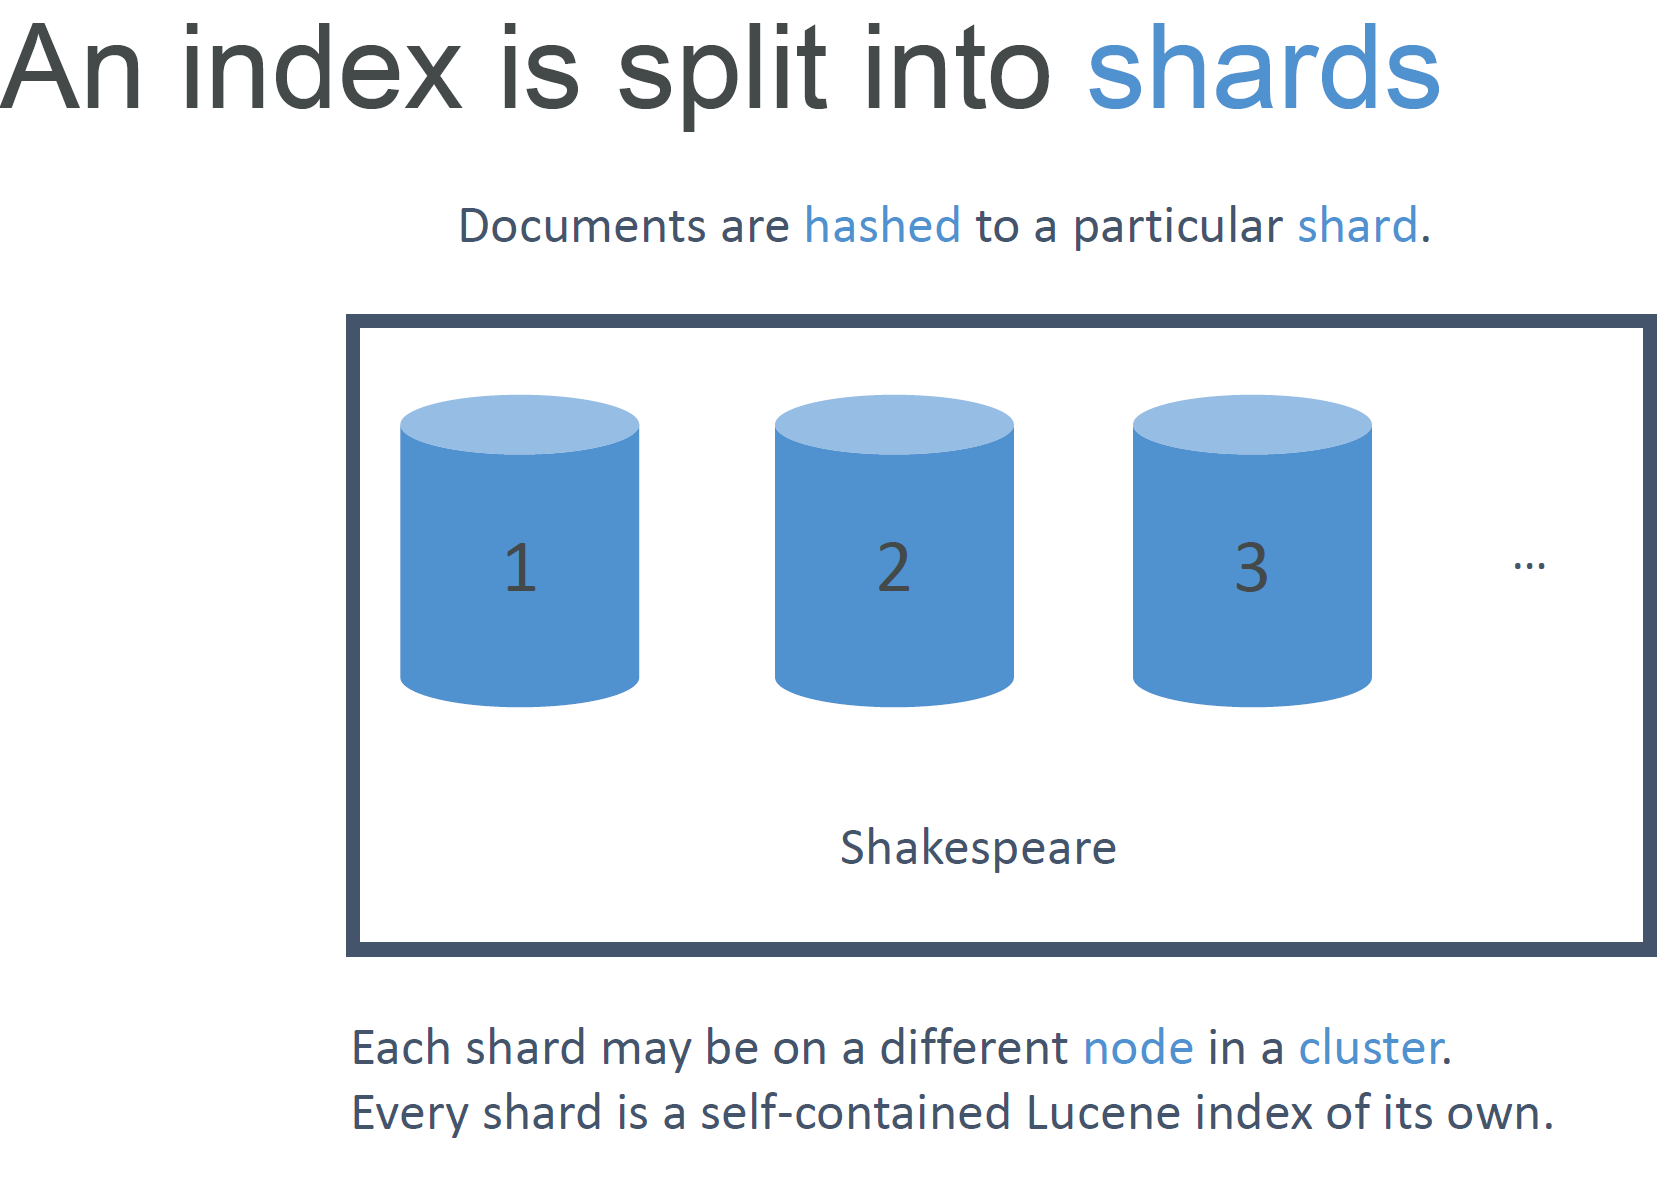 An index is split into shards
Documents are hashed to a particular shard.
1 2 3 ...
Shakespeare
Each shard may be on a different node in a cluster.
Every shard is a self-contained Lucene index of its own.